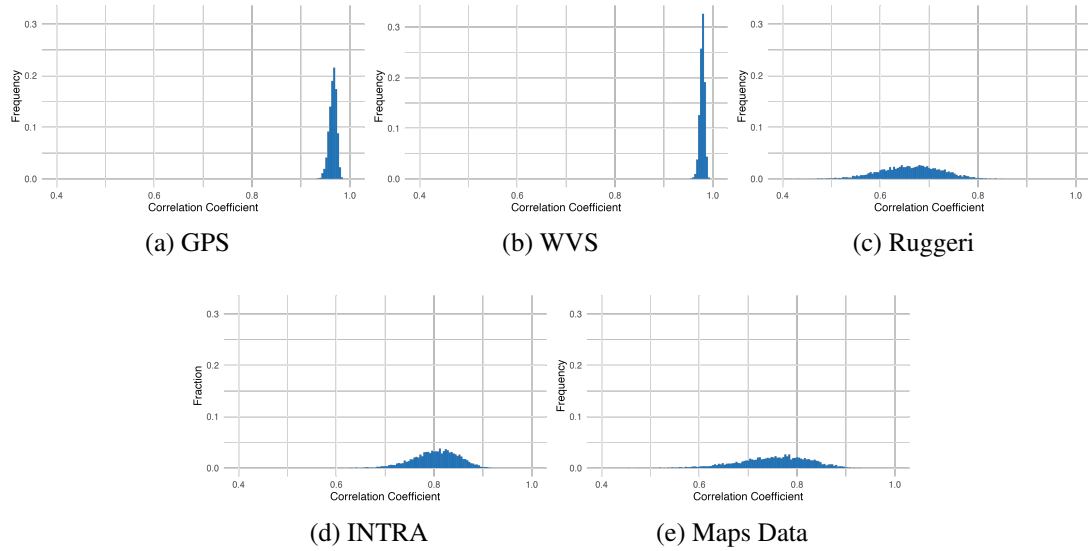 0.3
0.2
0.1
0.0
Frequency
0.4 0.6 0.8 1.0
Correlation Coefficient
(a) GPS
0.3
0.2
0.1
0.0
Frequency
0.4 0.6 0.8 1.0
Correlation Coefficient
(b) WVS
0.3
0.2
0.1
0.0
Frequency
0.4 0.6 0.8 1.0
Correlation Coefficient
(c) Ruggeri
0.3
0.2
0.1
0.0
Fraction
0.4 0.6 0.8 1.0
Correlation Coefficient
(d) INTRA
0.3
0.2
0.1
0.0
Frequency
0.4 0.6 0.8 1.0
Correlation Coefficient
(e) Maps Data